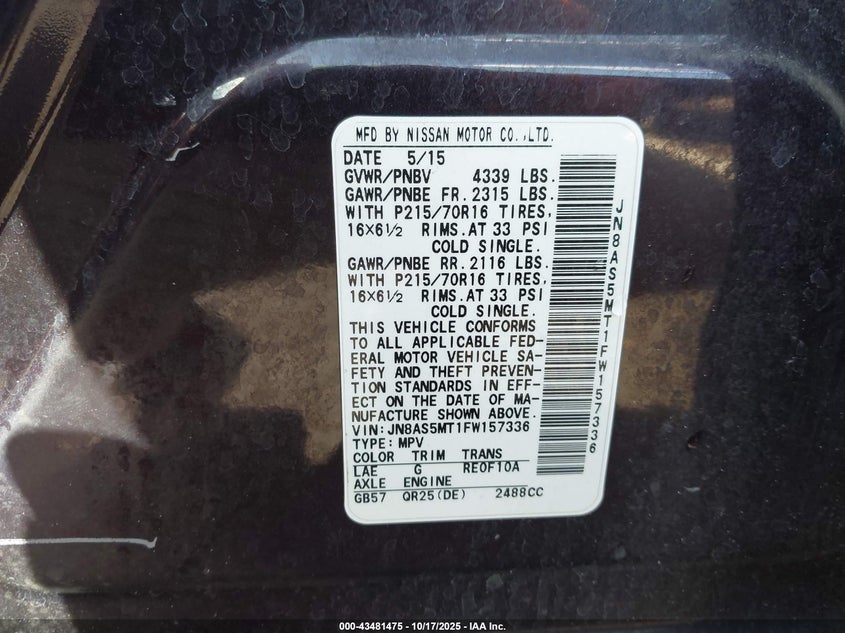 MFD BY NISSAN MOTOR CO.,LTD.
DATE 5/15
GVWR/PNBV 4339 LBS.
GAWR/PNBE FR.2315 LBS.
WITH P215/70R16 TIRES,
16×6½ RIMS.AT 33 PSI
COLD SINGLE.
GAWR/PNBE RR.2116 LBS.
WITH P215/70R16 TIRES,
16×6½ RIMS.AT 33 PSI
COLD SINGLE.
THIS VEHICLE CONFORMS
TO ALL APPLICABLE FED-
ERAL MOTOR VEHICLE SA-
FETY AND THEFT PREVEN-
TION STANDARDS IN EFF-
ECT ON THE DATE OF MA-
NUFACTURE SHOWN ABOVE.
VIN:JN8AS5MT1FW157336
TYPE:MPV
COLOR TRIM TRANS
LAE G RE0F10A
AXLE ENGINE
GB57 QR25(DE) 2488CC
JN8AS5MT1FW157336
000-43481475 - 10/17/2025 - IAA Inc.